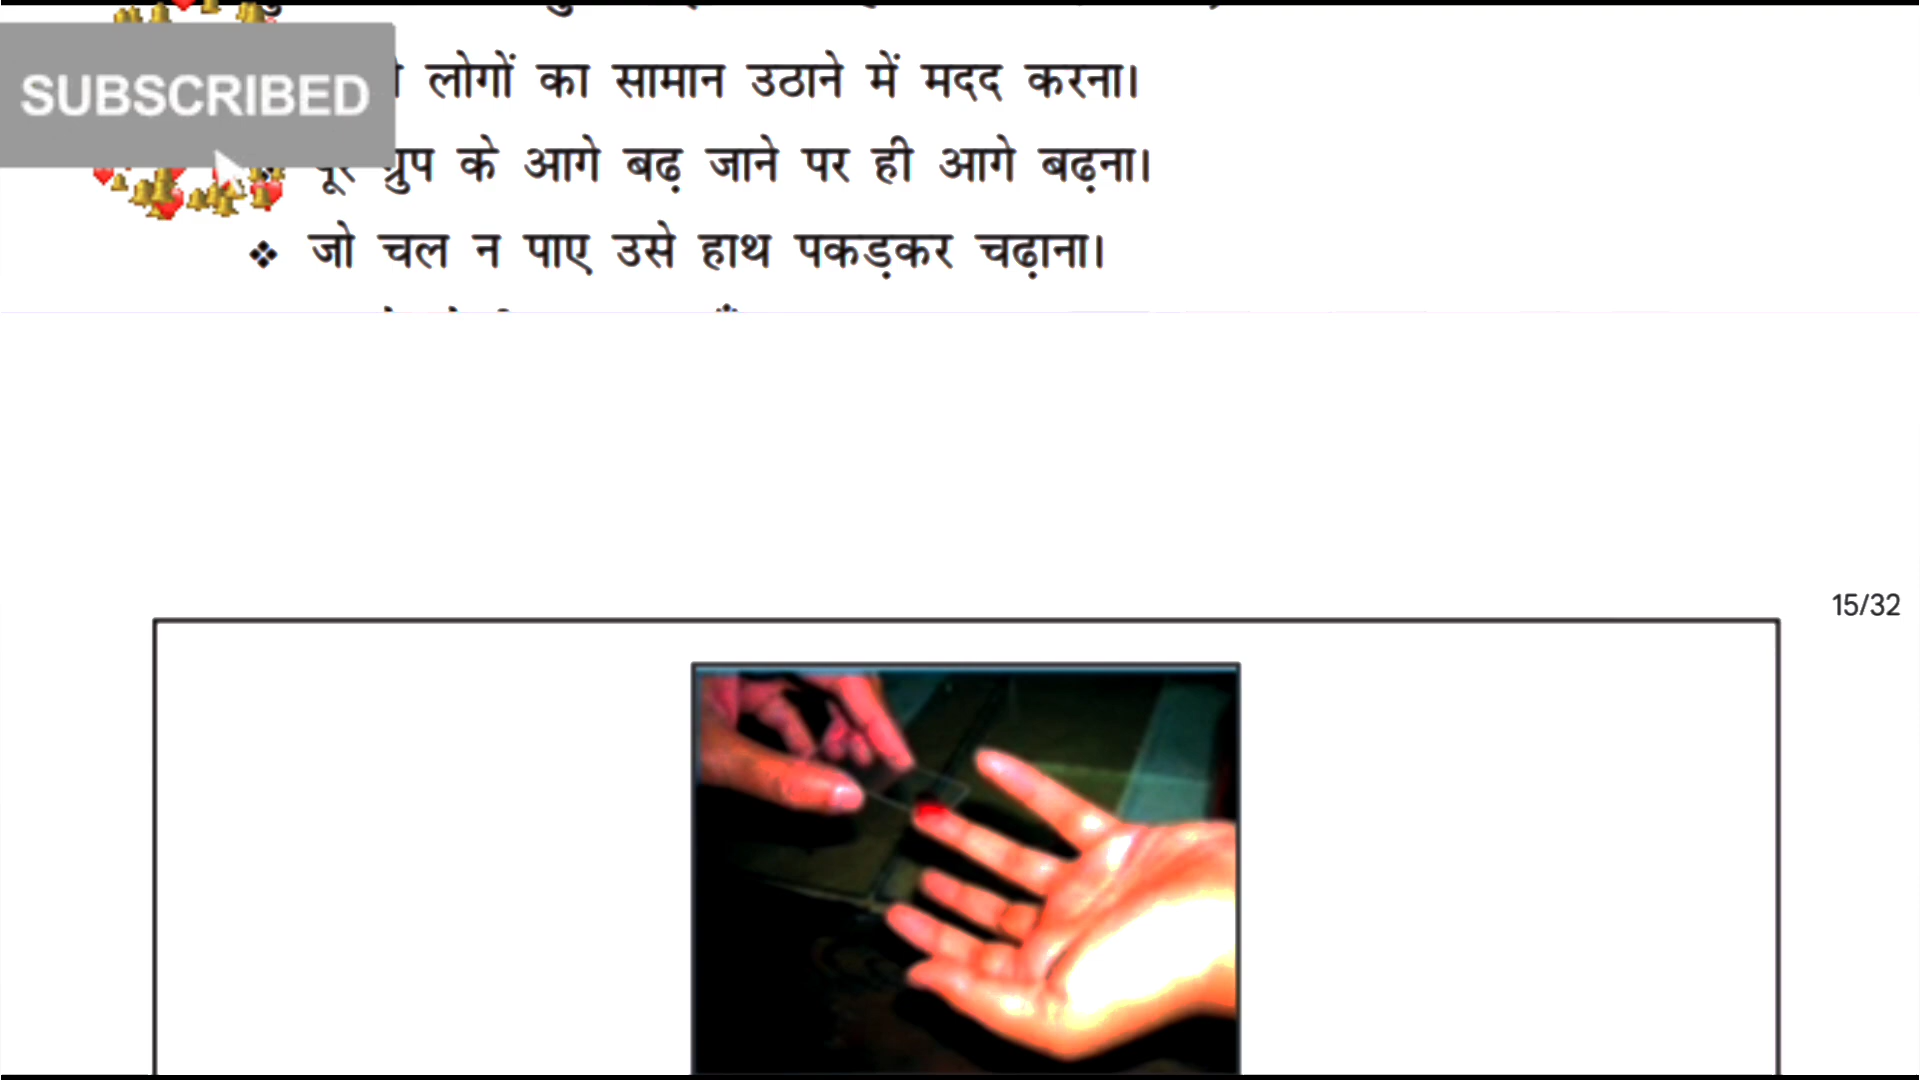 SUBSCRIBED
लोगों का सामान उठाने में मदद करना।
ग्रुप के आगे बढ़ जाने पर ही आगे बढ़ना।
❖ जो चल न पाए उसे हाथ पकड़कर चढ़ाना।
15/32